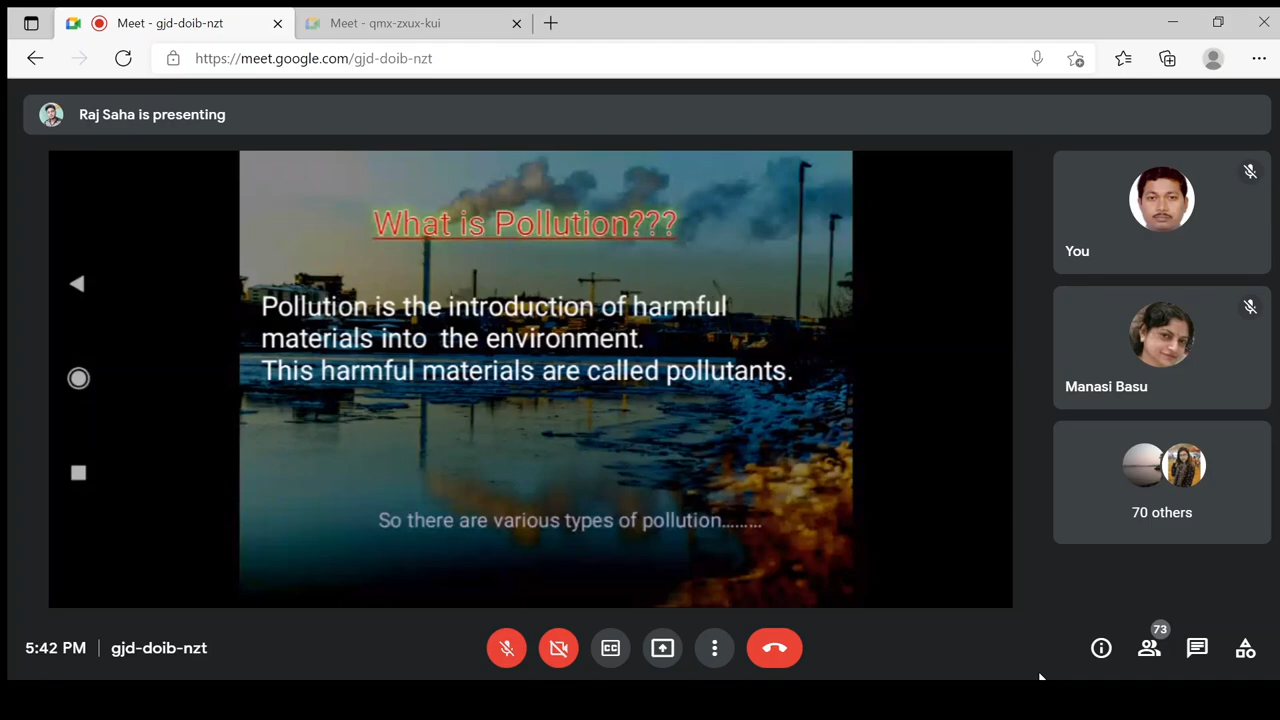 Meet - gjd-doib-nzt
Meet - qmx-zxux-kui
https://meet.google.com/gjd-doib-nzt
Raj Saha is presenting
What is Pollution???
Pollution is the introduction of harmful
materials into the environment.
This harmful materials are called pollutants.
So there are various types of pollution.........
You
Manasi Basu
70 others
5:42 PM
gjd-doib-nzt
CC
73